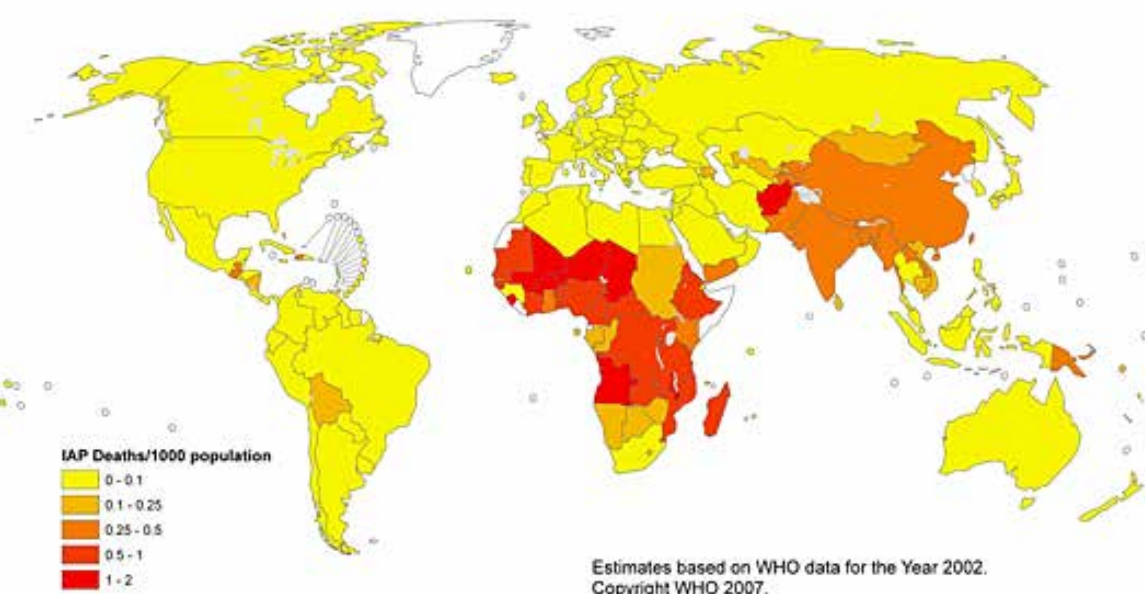 IAP Deaths/1000 population
0 - 0.1
0.1 - 0.25
0.25 - 0.5
0.5 - 1
1 - 2
Estimates based on WHO data for the Year 2002.
Copyright WHO 2007.